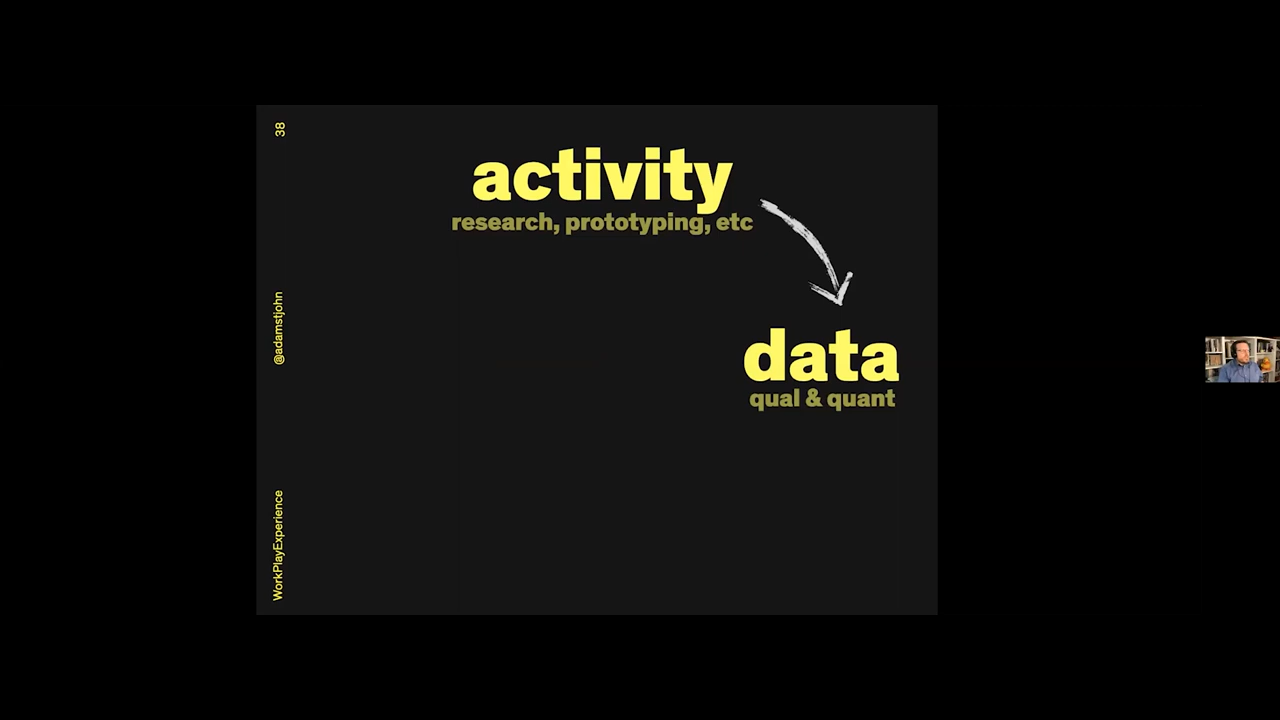 38
activity
research, prototyping, etc
@adamstjohn
data
qual & quant
WorkPlayExperience